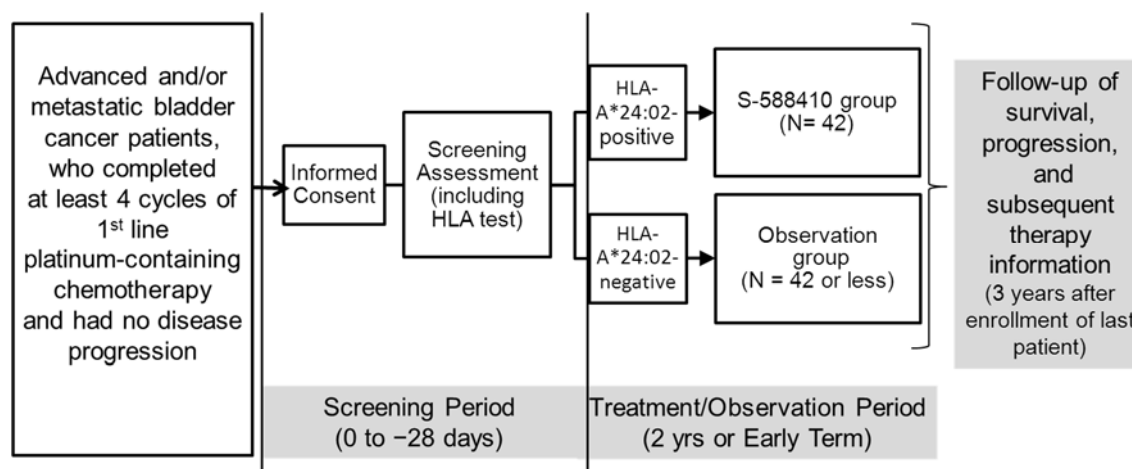 Advanced and/or
metastatic bladder
cancer patients,
who completed
at least 4 cycles of
1st line
platinum-containing
chemotherapy
and had no disease
progression
Informed
Consent
Screening
Assessment
(including
HLA test)
HLA-
A*24:02-
positive
S-588410 group
(N= 42)
HLA-
A*24:02-
negative
Observation
group
(N = 42 or less)
Follow-up of
survival,
progression,
and
subsequent
therapy
information
(3 years after
enrollment of last
patient)
Screening Period
(0 to −28 days)
Treatment/Observation Period
(2 yrs or Early Term)